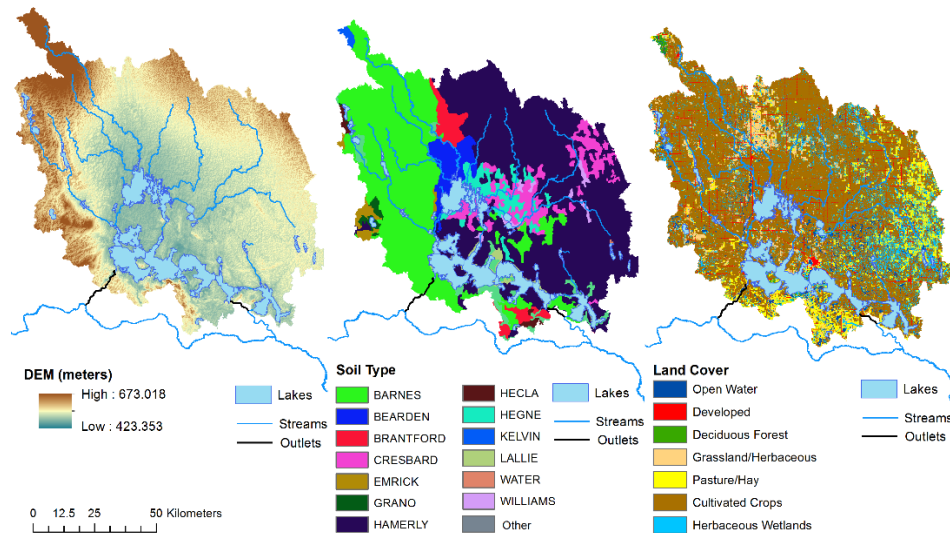 DEM (meters)
High : 673.018
Low : 423.353
Lakes
Streams
Outlets
0 12.5 25 50 Kilometers
Soil Type
BARNES
BEARDEN
BRANTFORD
CRESBARD
EMRICK
GRANO
HAMERLY
HECLA
HEGNE
KELVIN
LALLIE
WATER
WILLIAMS
Other
Lakes
Streams
Outlets
Land Cover
Open Water
Developed
Deciduous Forest
Grassland/Herbaceous
Pasture/Hay
Cultivated Crops
Herbaceous Wetlands
Lakes
Streams
Outlets